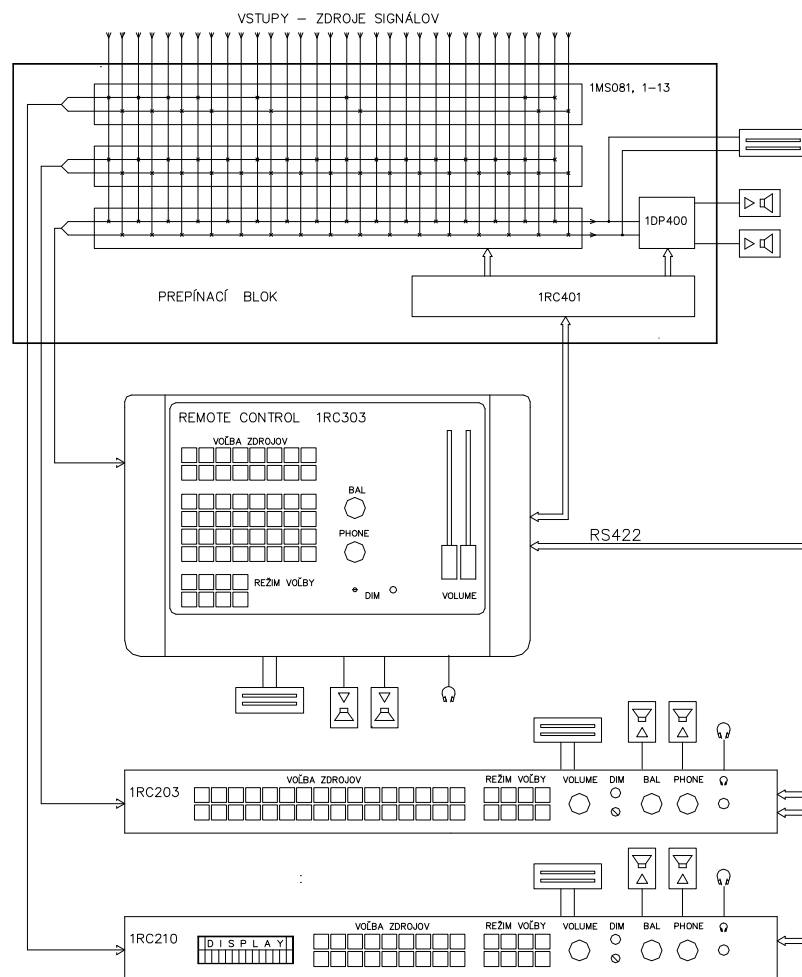 VSTUPY – ZDROJE SIGNÁLOV
1MS081, 1–13
1DP400
PREPÍNACÍ BLOK
1RC401
REMOTE CONTROL 1RC303
VOĽBA ZDROJOV
BAL
PHONE
RS422
REŽIM VOĽBY
DIM
VOLUME
1RC203
VOĽBA ZDROJOV
REŽIM VOĽBY
VOLUME
DIM
BAL
PHONE
1RC210
DISPLAY
VOĽBA ZDROJOV
REŽIM VOĽBY
VOLUME
DIM
BAL
PHONE